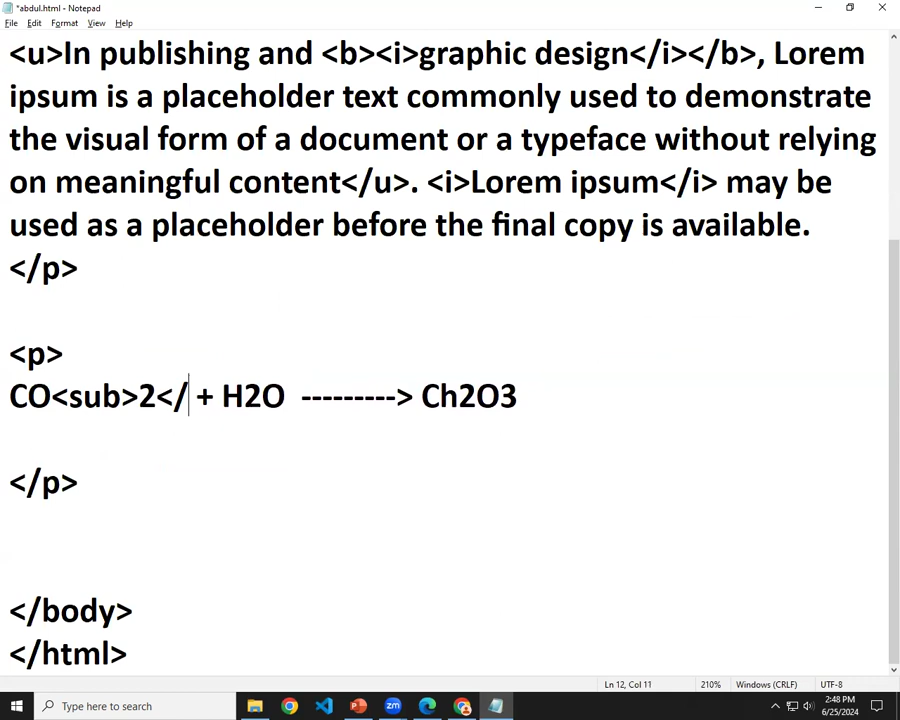 *abdul.html - Notepad
File Edit Format View Help
<u>In publishing and <b><i>graphic design</i></b>, Lorem
ipsum is a placeholder text commonly used to demonstrate
the visual form of a document or a typeface without relying
on meaningful content</u>. <i>Lorem ipsum</i> may be
used as a placeholder before the final copy is available.
</p>
<p>
CO<sub>2</ + H2O ---------> Ch2O3
</p>
</body>
</html>
Ln 12, Col 11 210% Windows (CRLF) UTF-8
Type here to search
2:48 PM
6/25/2024